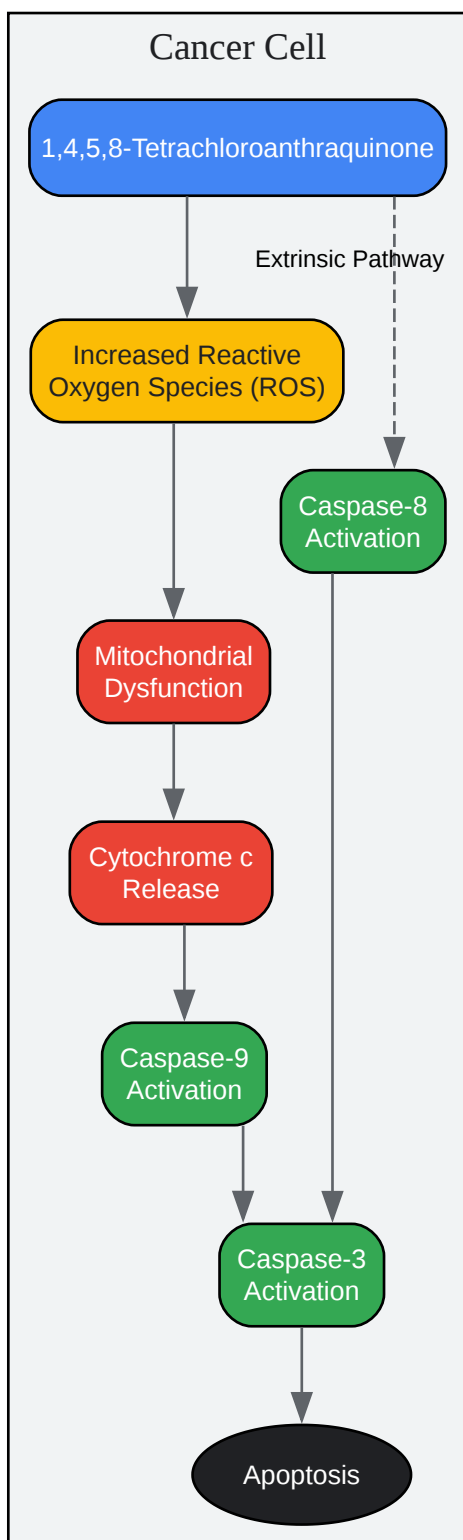 Cancer Cell
1,4,5,8-Tetrachloroanthraquinone
Extrinsic Pathway
Increased Reactive
Oxygen Species (ROS)
Caspase-8
Activation
Mitochondrial
Dysfunction
Cytochrome c
Release
Caspase-9
Activation
Caspase-3
Activation
Apoptosis